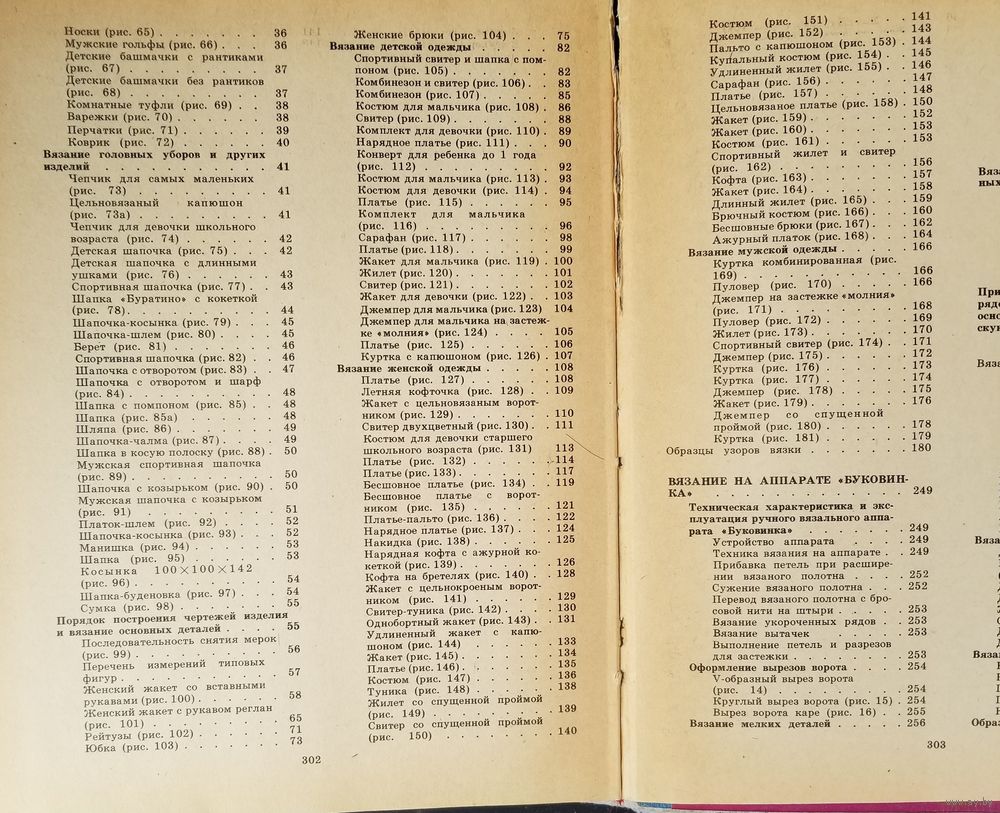 Носки (рис. 65) . . . . . . 36
Мужские гольфы (рис. 66) . . . 36
Детские башмачки с рантиками
(рис. 67) . . . . . . . . 37
Детские башмачки без рантиков
(рис. 68) . . . . . . . . 37
Комнатные туфли (рис. 69) . . 38
Варежки (рис. 70) . . . . . 38
Перчатки (рис. 71) . . . . . 39
Коврик (рис. 72) . . . . . 40
Вязание головных уборов и других
изделий . . . . . . . . . 41
Чепчик для самых маленьких
(рис. 73) . . . . . . . . 41
Цельновязаный капюшон
(рис. 73а) . . . . . . . . 41
Чепчик для девочки школьного
возраста (рис. 74) . . . . . 42
Детская шапочка (рис. 75) . . . 42
Детская шапочка с длинными
ушками (рис. 76) . . . . . 43
Спортивная шапочка (рис. 77) . . 43
Шапка «Буратино» с кокеткой
(рис. 78) . . . . . . . . 44
Шапочка-косынка (рис. 79) . . 45
Шапочка-шлем (рис. 80) . . . . 45
Берет (рис. 81) . . . . . . 46
Спортивная шапочка (рис. 82) . . 46
Шапочка с отворотом (рис. 83) . . 47
Шапочка с отворотом и шарф
(рис. 84) . . . . . . . . 48
Шапка с помпоном (рис. 85) . . 48
Шапка (рис. 85а) . . . . . 48
Шляпа (рис. 86) . . . . . . 49
Шапочка-чалма (рис. 87) . . . . 49
Шапка в косую полоску (рис. 88) . 50
Мужская спортивная шапочка
(рис. 89) . . . . . . . . 50
Шапочка с козырьком (рис. 90) . 50
Мужская шапочка с козырьком
(рис. 91) . . . . . . . . 51
Платок-шлем (рис. 92) . . . . 52
Шапочка-косынка (рис. 93) . . . 52
Манишка (рис. 94) . . . . . 53
Шапка (рис. 95) . . . . . . 53
Косынка 100×100×142
(рис. 96) . . . . . . . . 54
Шапка-буденовка (рис. 97) . . . 54
Сумка (рис. 98) . . . . . . 55
Порядок построения чертежей изделия
и вязание основных деталей . . . . 55
Последовательность снятия мерок
(рис. 99) . . . . . . . . 56
Перечень измерений типовых
фигур . . . . . . . . . 57
Женский жакет со вставными
рукавами (рис. 100) . . . . . 58
Женский жакет с рукавом реглан
(рис. 101) . . . . . . . . 65
Рейтузы (рис. 102) . . . . . 71
Юбка (рис. 103) . . . . . . 73
302
Женские брюки (рис. 104) . . . 75
Вязание детской одежды . . . . . 82
Спортивный свитер и шапка с пом-
поном (рис. 105) . . . . . . 82
Комбинезон и свитер (рис. 106) . . 83
Комбинезон (рис. 107) . . . . 85
Костюм для мальчика (рис. 108) . 86
Свитер (рис. 109) . . . . . . 88
Комплект для девочки (рис. 110) . 89
Нарядное платье (рис. 111) . . . 90
Конверт для ребенка до 1 года
(рис. 112) . . . . . . . . 92
Костюм для мальчика (рис. 113) . 93
Костюм для девочки (рис. 114) . 94
Платье (рис. 115) . . . . . 95
Комплект для мальчика
(рис. 116) . . . . . . . . 96
Сарафан (рис. 117) . . . . . 98
Платье (рис. 118) . . . . . . 99
Жакет для мальчика (рис. 119) . 100
Жилет (рис. 120) . . . . . . 101
Свитер (рис. 121) . . . . . . 102
Жакет для девочки (рис. 122) . . 103
Джемпер для мальчика (рис. 123) 104
Джемпер для мальчика на застеж-
ке «молния» (рис. 124) . . . . 105
Платье (рис. 125) . . . . . 106
Куртка с капюшоном (рис. 126) . 107
Вязание женской одежды . . . . . 108
Платье (рис. 127) . . . . . 108
Летняя кофточка (рис. 128) . . 109
Жакет с цельновязаным ворот-
ником (рис. 129) . . . . . . 110
Свитер двухцветный (рис. 130) . . 111
Костюм для девочки старшего
школьного возраста (рис. 131) 113
Платье (рис. 132) . . . . . 114
Платье (рис. 133) . . . . . . 117
Бесшовное платье (рис. 134) . . 119
Бесшовное платье с ворот-
ником (рис. 135) . . . . . 121
Платье-пальто (рис. 136) . . . . 122
Нарядное платье (рис. 137) . . . 124
Накидка (рис. 138) . . . . . 125
Нарядная кофта с ажурной ко-
кеткой (рис. 139) . . . . . . 126
Кофта на бретелях (рис. 140) . . 128
Жакет с цельнокроеным ворот-
ником (рис. 141) . . . . . 129
Свитер-туника (рис. 142) . . . . 130
Однобортный жакет (рис. 143) . . 131
Удлиненный жакет с капю-
шоном (рис. 144) . . . . . 133
Жакет (рис. 145) . . . . . . 134
Платье (рис. 146) . . . . . . 135
Костюм (рис. 147) . . . . . 136
Туника (рис. 148) . . . . . 138
Жилет со спущенной проймой
(рис. 149) . . . . . . . . 139
Свитер со спущенной проймой
(рис. 150) . . . . . . . . 140
Костюм (рис. 151) . . . . . 141
Джемпер (рис. 152) . . . . . 143
Пальто с капюшоном (рис. 153) . 144
Купальный костюм (рис. 154) . . 145
Удлиненный жилет (рис. 155) . . 146
Сарафан (рис. 156) . . . . . 147
Платье (рис. 157) . . . . . 148
Цельновязаное платье (рис. 158) . 150
Жакет (рис. 159) . . . . . . 152
Жакет (рис. 160) . . . . . . 153
Костюм (рис. 161) . . . . . 153
Спортивный жилет и свитер
(рис. 162) . . . . . . . . 156
Кофта (рис. 163) . . . . . . 157
Жакет (рис. 164) . . . . . . 158
Длинный жилет (рис. 165) . . . 159
Брючный костюм (рис. 166) . . . 160
Бесшовные брюки (рис. 167) . . . 162
Ажурный платок (рис. 168) . . . 164
Вязание мужской одежды . . . . . 166
Куртка комбинированная (рис.
169) . . . . . . . . . . 166
Пуловер (рис. 170) . . . . . 166
Джемпер на застежке «молния»
(рис. 171) . . . . . . . . 168
Пуловер (рис. 172) . . . . . 169
Жилет (рис. 173) . . . . . . 170
Спортивный свитер (рис. 174) . . 171
Джемпер (рис. 175) . . . . . 172
Куртка (рис. 176) . . . . . 173
Куртка (рис. 177) . . . . . 174
Джемпер (рис. 178) . . . . . 175
Жакет (рис. 179) . . . . . . 176
Джемпер со спущенной
проймой (рис. 180) . . . . . 178
Куртка (рис. 181) . . . . . 179
Образцы узоров вязки . . . . . . 180
ВЯЗАНИЕ НА АППАРАТЕ «БУКОВИН-
КА» . . . . . . . . . . . 249
Техническая характеристика и экс-
плуатация ручного вязального аппа-
рата «Буковинка» . . . . . . 249
Устройство аппарата . . . . 249
Техника вязания на аппарате . . 249
Прибавка петель при расшире-
нии вязаного полотна . . . . 252
Сужение вязаного полотна . . . 252
Перевод вязаного полотна с бро-
совой нити на штыри . . . . 253
Вязание укороченных рядов . . 253
Вязание вытачек . . . . . 253
Выполнение петель и разрезов
для застежки . . . . . . . 253
Оформление вырезов ворота . . . . 254
V-образный вырез ворота
(рис. 14) . . . . . . . . 254
Круглый вырез ворота (рис. 15) . 254
Вырез ворота каре (рис. 16) . . 255
Вязание мелких деталей . . . . . 256
303
Вяза
ных
При
рядо
осно
скук
Вяза
Вяза
Вяза
Образ